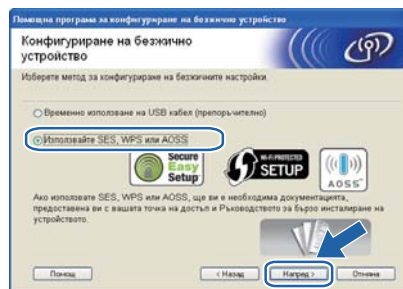 Помощна програма за конфигуриране на безжично устройство
Конфигуриране на безжично
устройство
Изберете метод за конфигуриране на безжичните настройки.
Временно използване на USB кабел (препоръчително)
Използвайте SES, WPS или AOSS
Secure
Easy
Setup
WI-FI PROTECTED
SETUP
AOSS
Ако използвате SES, WPS или AOSS, ще ви е необходима документацията,
предоставена ви с вашата точка на достъп и Ръководството за бързо инсталиране на
устройството.
Помощ
< Назад
Напред >
Отмяна